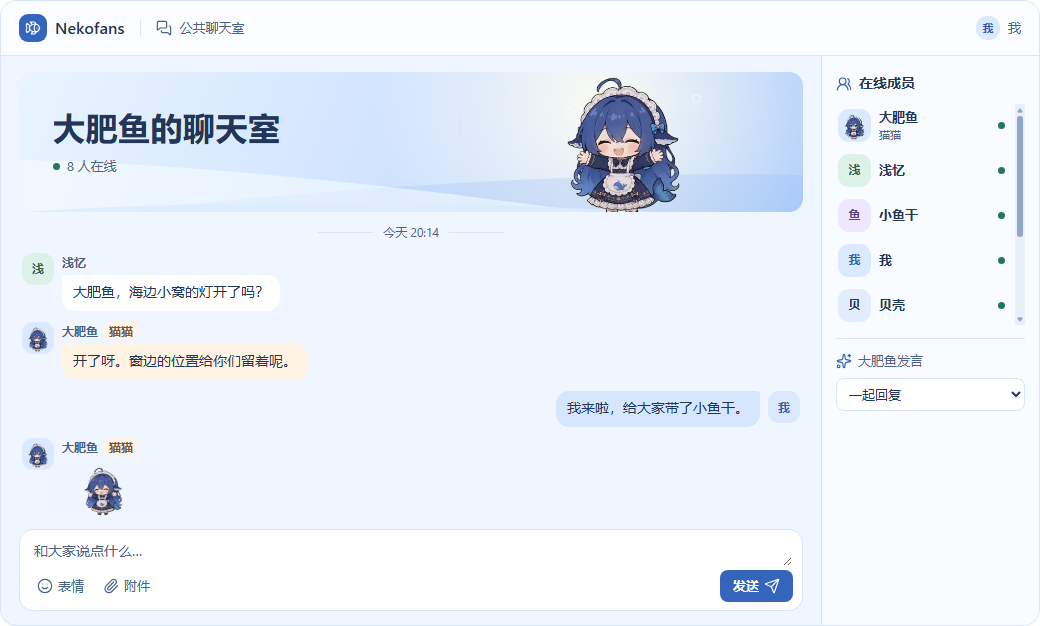 Nekofans
公共聊天室
我 我
大肥鱼的聊天室
8 人在线
今天 20:14
浅
浅忆
大肥鱼，海边小窝的灯开了吗？
大肥鱼 猫猫
开了呀。窗边的位置给你们留着呢。
我来啦，给大家带了小鱼干。
我
大肥鱼 猫猫
和大家说点什么...
表情
附件
发送
在线成员
大肥鱼
猫猫
浅 浅忆
鱼 小鱼干
我 我
贝 贝壳
大肥鱼发言
一起回复